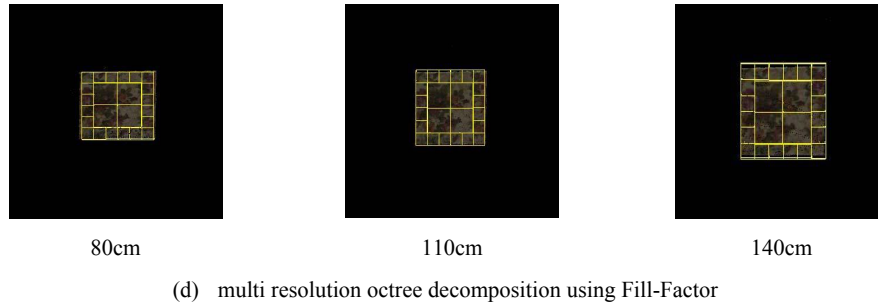 80cm 110cm 140cm
(d) multi resolution octree decomposition using Fill-Factor